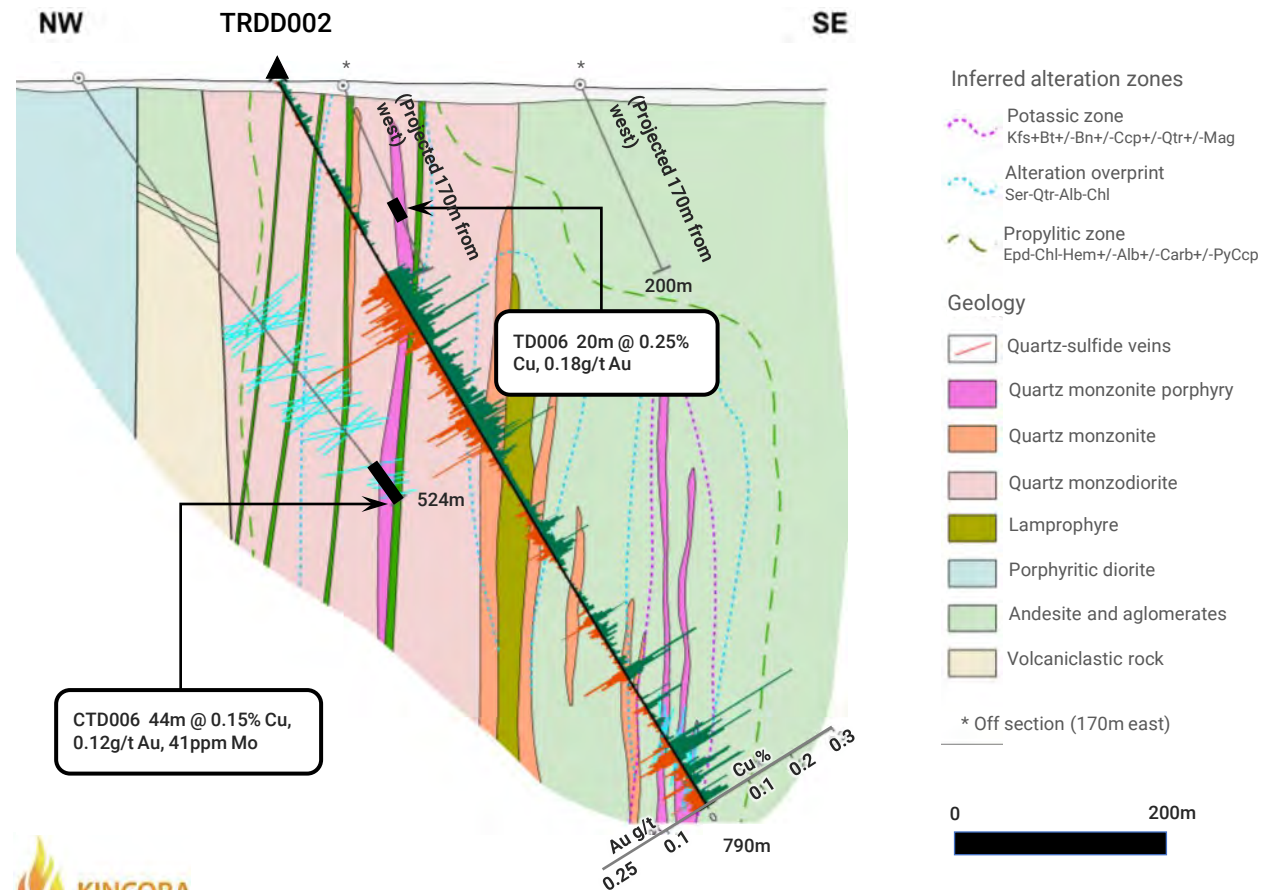 NW
TRDD002
SE
*
*
(Projected 170m from
west)
(Projected 170m from
west)
200m
TD006 20m @ 0.25%
Cu, 0.18g/t Au
524m
CTD006 44m @ 0.15% Cu,
0.12g/t Au, 41ppm Mo
Cu %
0.1
0.2
0.3
0
Au g/t
0.1
0.25
790m
KINCORA
Inferred alteration zones
Potassic zone
Kfs+Bt+/-Bn+/-Ccp+/-Qtr+/-Mag
Alteration overprint
Ser-Qtr-Alb-Chl
Propylitic zone
Epd-Chl-Hem+/-Alb+/-Carb+/-PyCcp
Geology
Quartz-sulfide veins
Quartz monzonite porphyry
Quartz monzonite
Quartz monzodiorite
Lamprophyre
Porphyritic diorite
Andesite and aglomerates
Volcaniclastic rock
* Off section (170m east)
0
200m